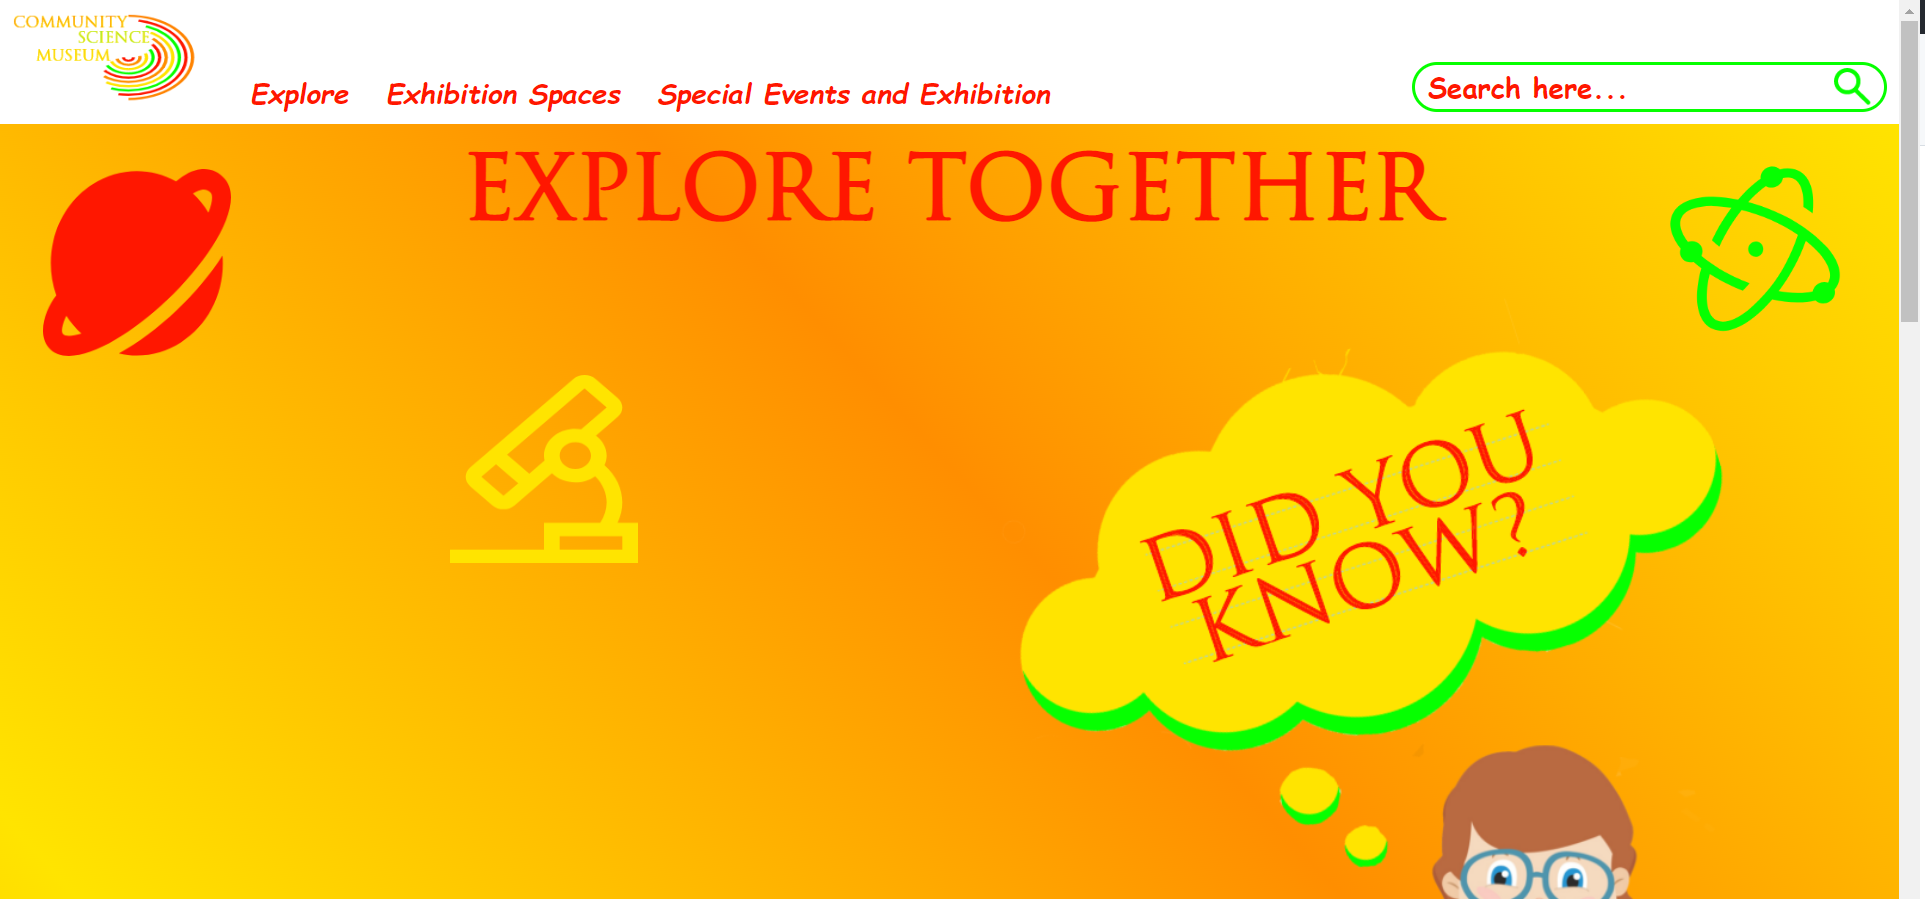 COMMUNITY
SCIENCE
MUSEUM
Explore Exhibition Spaces Special Events and Exhibition
Search here...
EXPLORE TOGETHER
DID YOU
KNOW?